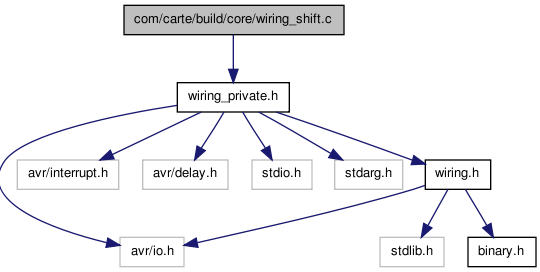 com/carte/build/core/wiring_shift.c
wiring_private.h
avr/interrupt.h
avr/delay.h
stdio.h
stdarg.h
wiring.h
avr/io.h
stdlib.h
binary.h